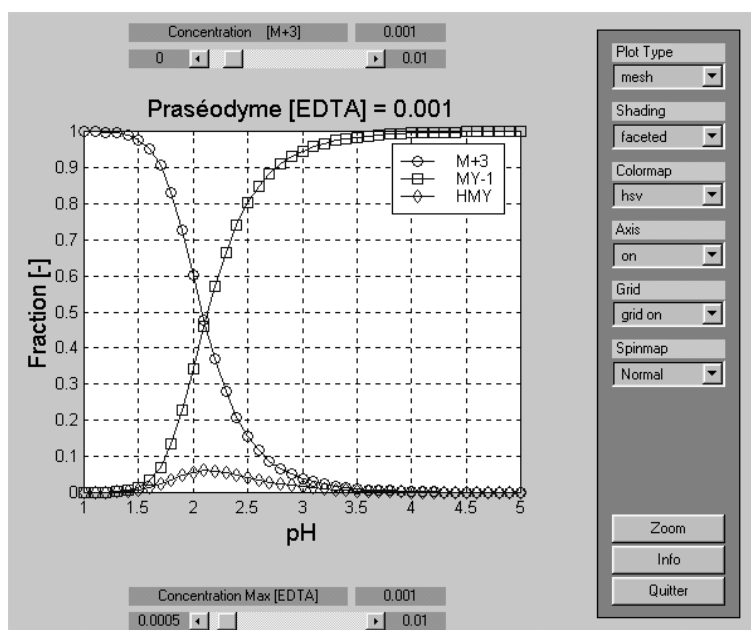 Concentration [M+3] 0.001
0 0.01
Praséodyme [EDTA] = 0.001
1
0.9
0.8
0.7
0.6
0.5
0.4
0.3
0.2
0.1
0
Fraction [-]
M+3
MY-1
HMY
1 1.5 2 2.5 3 3.5 4 4.5 5
pH
Concentration Max [EDTA] 0.001
0.0005 0.01
Plot Type
mesh
Shading
faceted
Colormap
hsv
Axis
on
Grid
grid on
Spinmap
Normal
Zoom
Info
Quitter